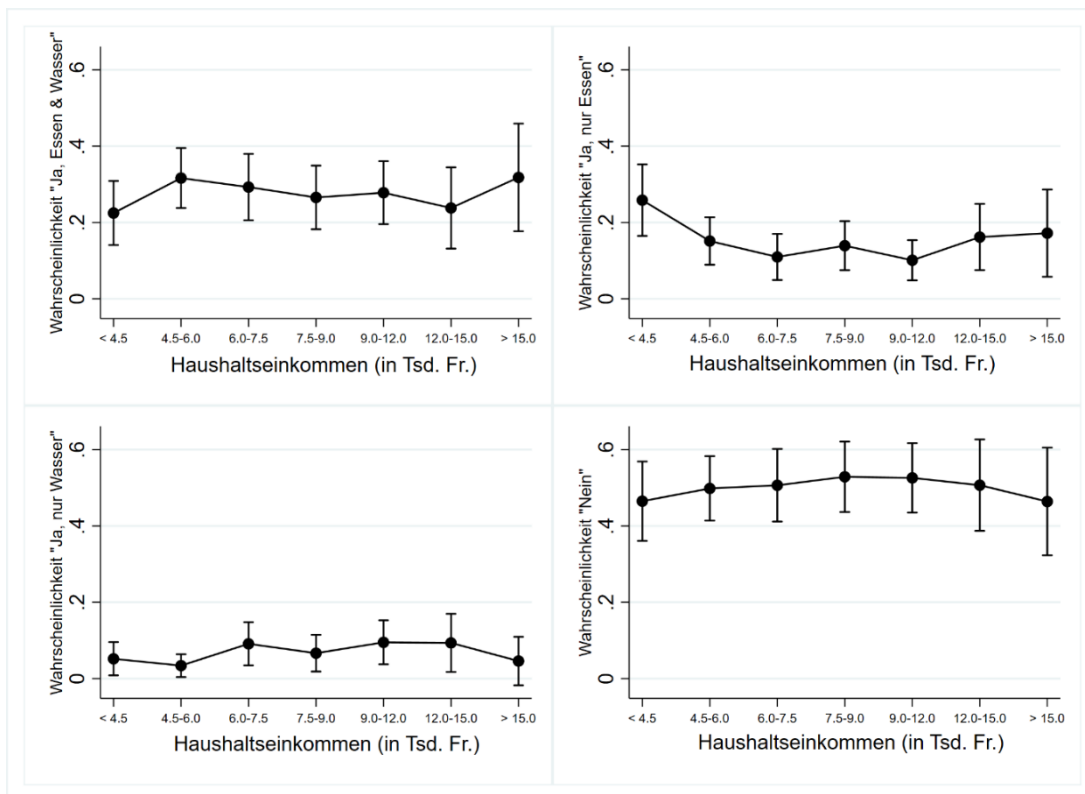 Wahrscheinlichkeit "Ja, Essen & Wasser"
.6
.4
.2
0
< 4.5 4.5-6.0 6.0-7.5 7.5-9.0 9.0-12.0 12.0-15.0 > 15.0
Haushaltseinkommen (in Tsd. Fr.)
Wahrscheinlichkeit "Ja, nur Essen"
.6
.4
.2
0
< 4.5 4.5-6.0 6.0-7.5 7.5-9.0 9.0-12.0 12.0-15.0 > 15.0
Haushaltseinkommen (in Tsd. Fr.)
Wahrscheinlichkeit "Ja, nur Wasser"
.6
.4
.2
0
< 4.5 4.5-6.0 6.0-7.5 7.5-9.0 9.0-12.0 12.0-15.0 > 15.0
Haushaltseinkommen (in Tsd. Fr.)
Wahrscheinlichkeit "Nein"
.6
.4
.2
0
< 4.5 4.5-6.0 6.0-7.5 7.5-9.0 9.0-12.0 12.0-15.0 > 15.0
Haushaltseinkommen (in Tsd. Fr.)